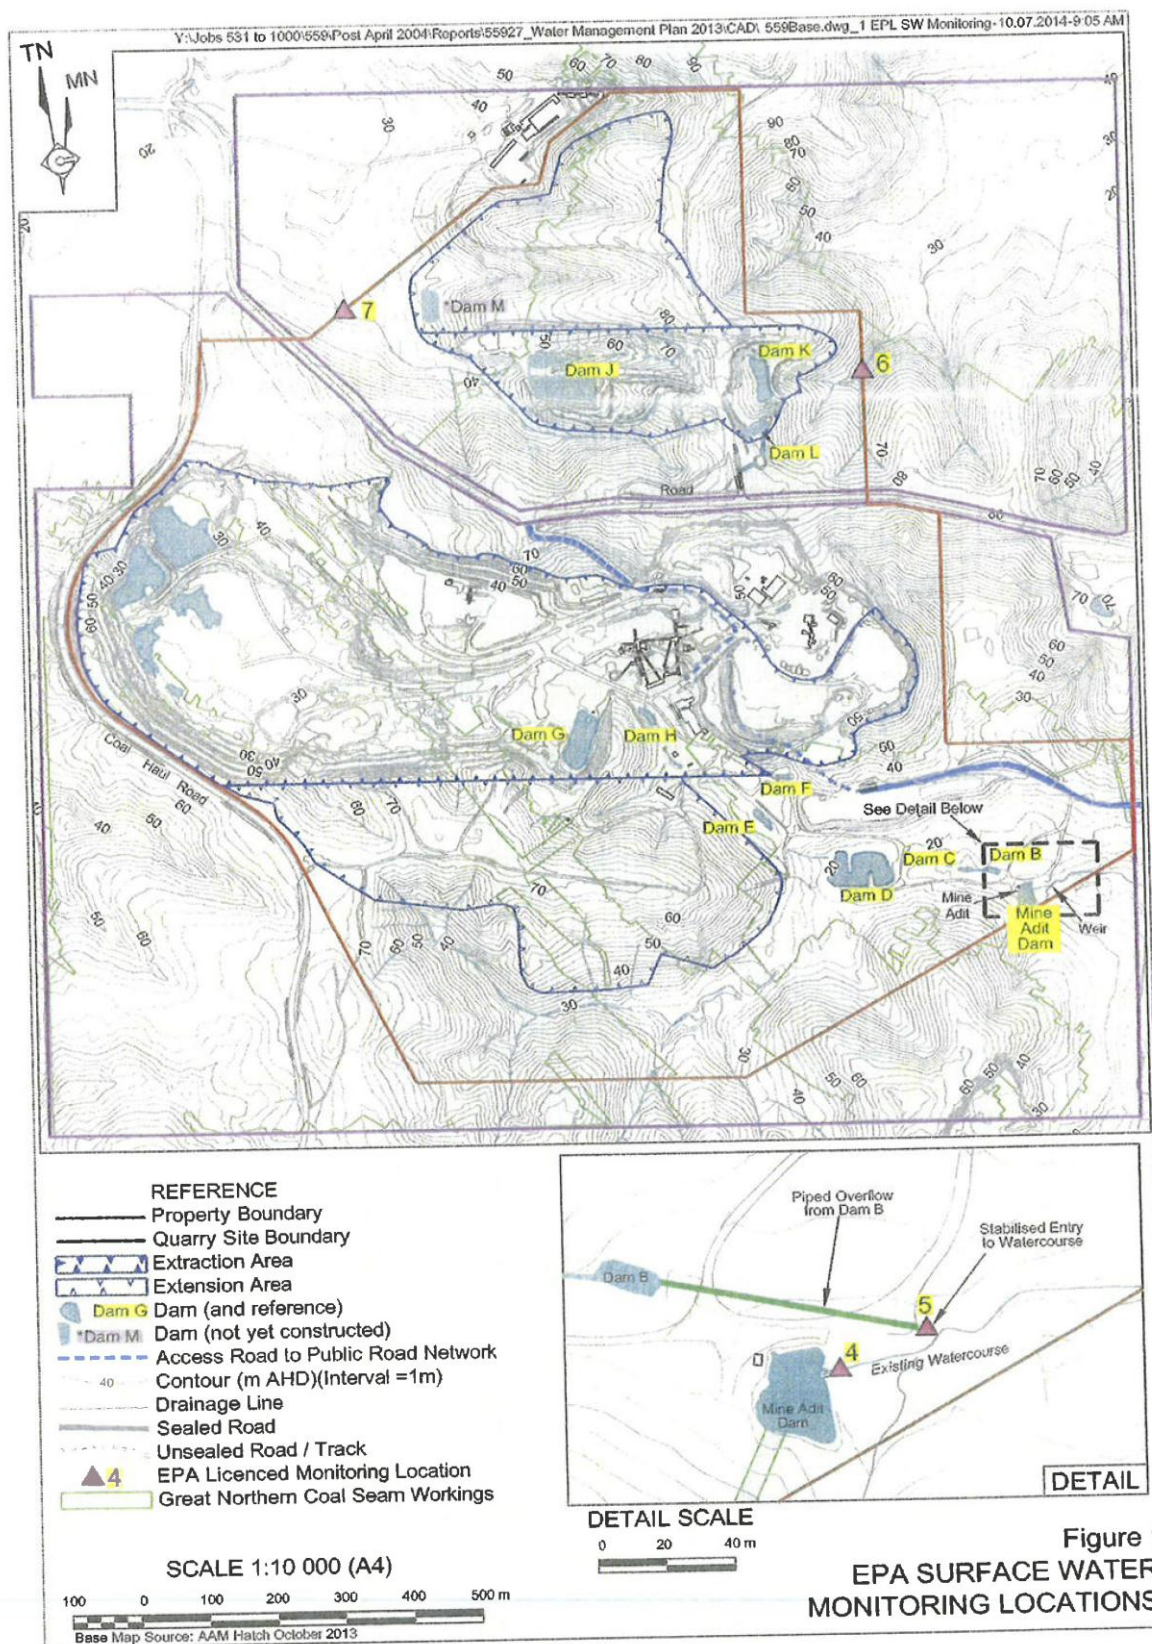 Y:\Jobs 531 to 1000\559\Post April 2004\Reports\55927_Water Management Plan 2013\CAD\ 559Base.dwg_1 EPL SW Monitoring-10.07.2014-9:05 AM
TN
MN
7
*Dam M
Dam J
Dam K
6
Dam L
Road
Coal
Haul Road
Dam G
Dam H
Dam F
See Detail Below
Dam E
Dam C
Dam B
Dam D
Mine
Adit
Mine
Adit
Dam
Weir
REFERENCE
Property Boundary
Quarry Site Boundary
Extraction Area
Extension Area
Dam G Dam (and reference)
*Dam M Dam (not yet constructed)
Access Road to Public Road Network
40 Contour (m AHD)(Interval =1m)
Drainage Line
Sealed Road
Unsealed Road / Track
4 EPA Licenced Monitoring Location
Great Northern Coal Seam Workings
SCALE 1:10 000 (A4)
100 0 100 200 300 400 500 m
Base Map Source: AAM Hatch October 2013
Piped Overflow
from Dam B
Stabilised Entry
to Watercourse
Dam B
5
4
Existing Watercourse
Mine Adit
Dam
DETAIL
DETAIL SCALE
0 20 40 m
Figure
EPA SURFACE WATER
MONITORING LOCATIONS